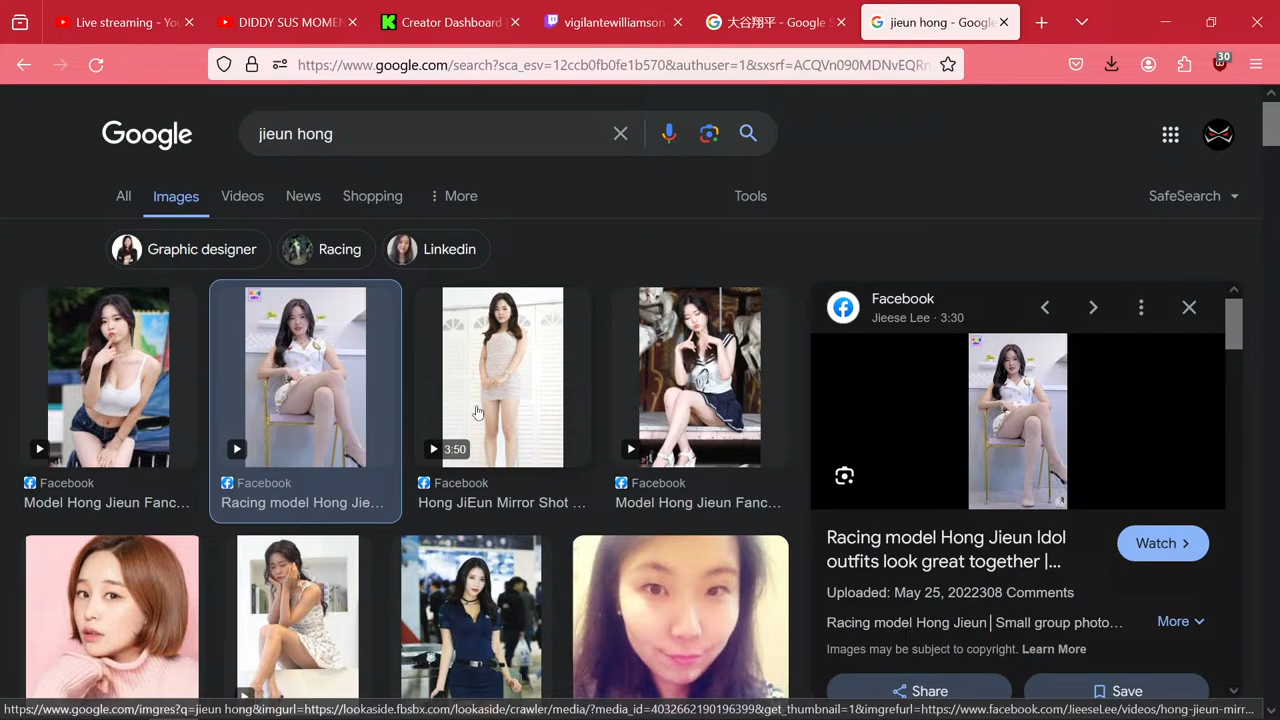 Live streaming - You
DIDDY SUS MOMEN
Creator Dashboard
vigilantewilliamson
大谷翔平 - Google S
jieun hong - Google
https://www.google.com/search?sca_esv=12ccb0fb0fe1b570&authuser=1&sxsrf=ACQVn090MDNvEQRn
30
Google
jieun hong
All
Images
Videos
News
Shopping
More
Tools
SafeSearch
Graphic designer
Racing
Linkedin
Facebook
Jieese Lee · 3:30
3:50
Facebook
Model Hong Jieun Fanc...
Facebook
Racing model Hong Jie...
Facebook
Hong JiEun Mirror Shot ...
Facebook
Model Hong Jieun Fanc...
Racing model Hong Jieun Idol
outfits look great together |...
Watch
Uploaded: May 25, 2022308 Comments
Racing model Hong Jieun│Small group photo...
More
Images may be subject to copyright. Learn More
Share
Save
https://www.google.com/imgres?q=jieun hong&imgurl=https://lookaside.fbsbx.com/lookaside/crawler/media/?media_id=4032662190196399&get_thumbnail=1&imgrefurl=https://www.facebook.com/JieeseLee/videos/hong-jieun-mirr...